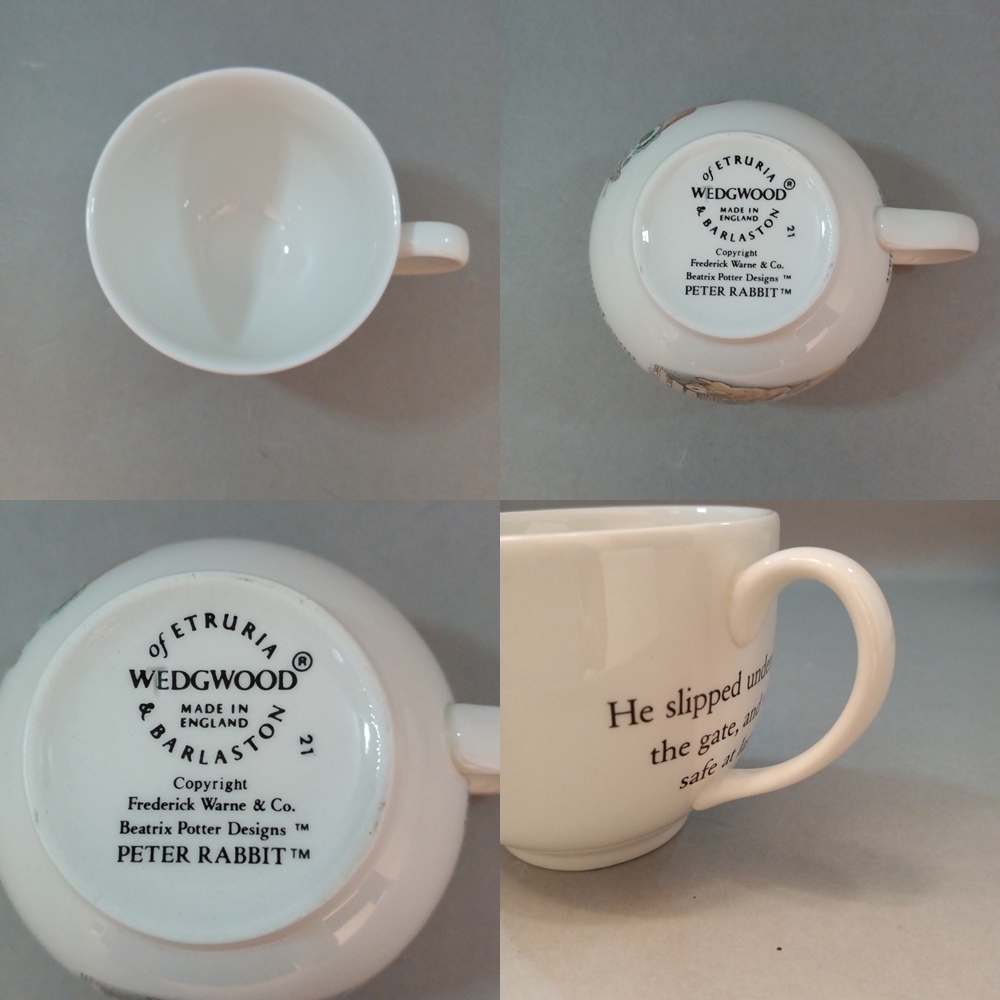 of ETRURIA
WEDGWOOD®
MADE IN
ENGLAND
& BARLASTON
21
Copyright
Frederick Warne & Co.
Beatrix Potter Designs ™
PETER RABBIT™
of ETRURIA
WEDGWOOD®
MADE IN
ENGLAND
& BARLASTON
21
Copyright
Frederick Warne & Co.
Beatrix Potter Designs ™
PETER RABBIT™
He slipped
the gate, and
safe at